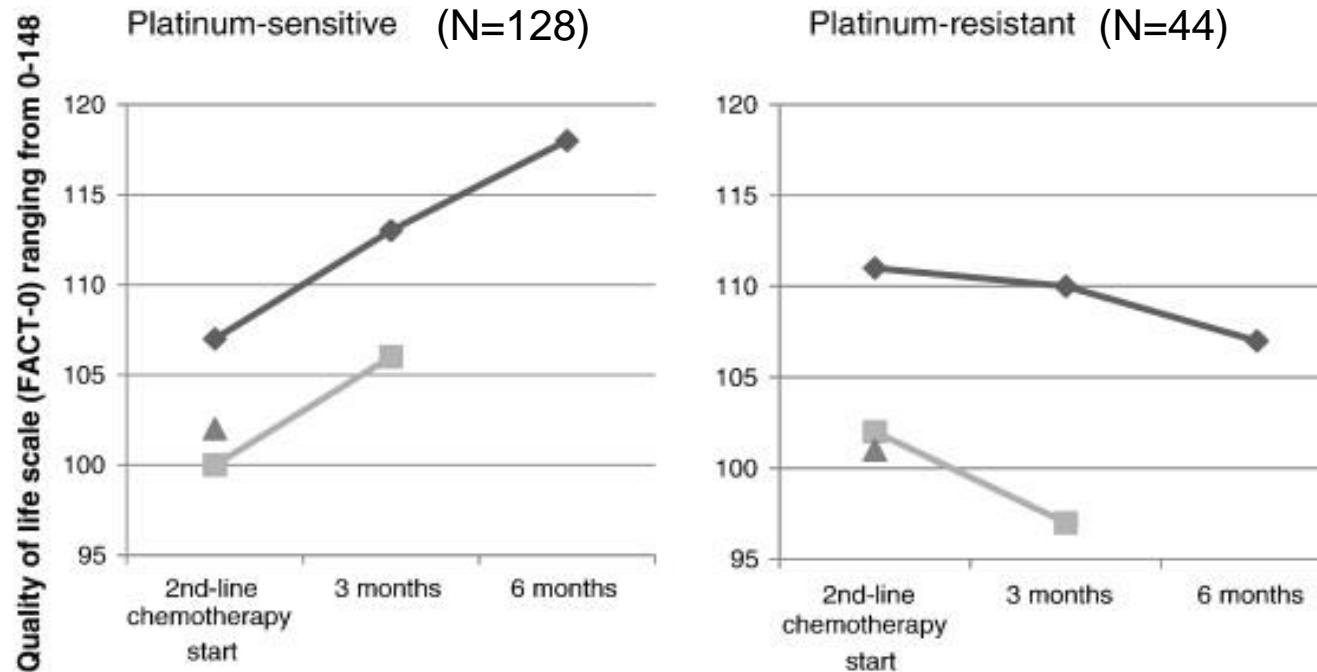 Quality of life scale (FACT-0) ranging from 0-148
Platinum-sensitive (N=128)
120
115
110
105
100
95
2nd-line
chemotherapy
start
3 months
6 months
Platinum-resistant (N=44)
120
115
110
105
100
95
2nd-line
chemotherapy
start
3 months
6 months